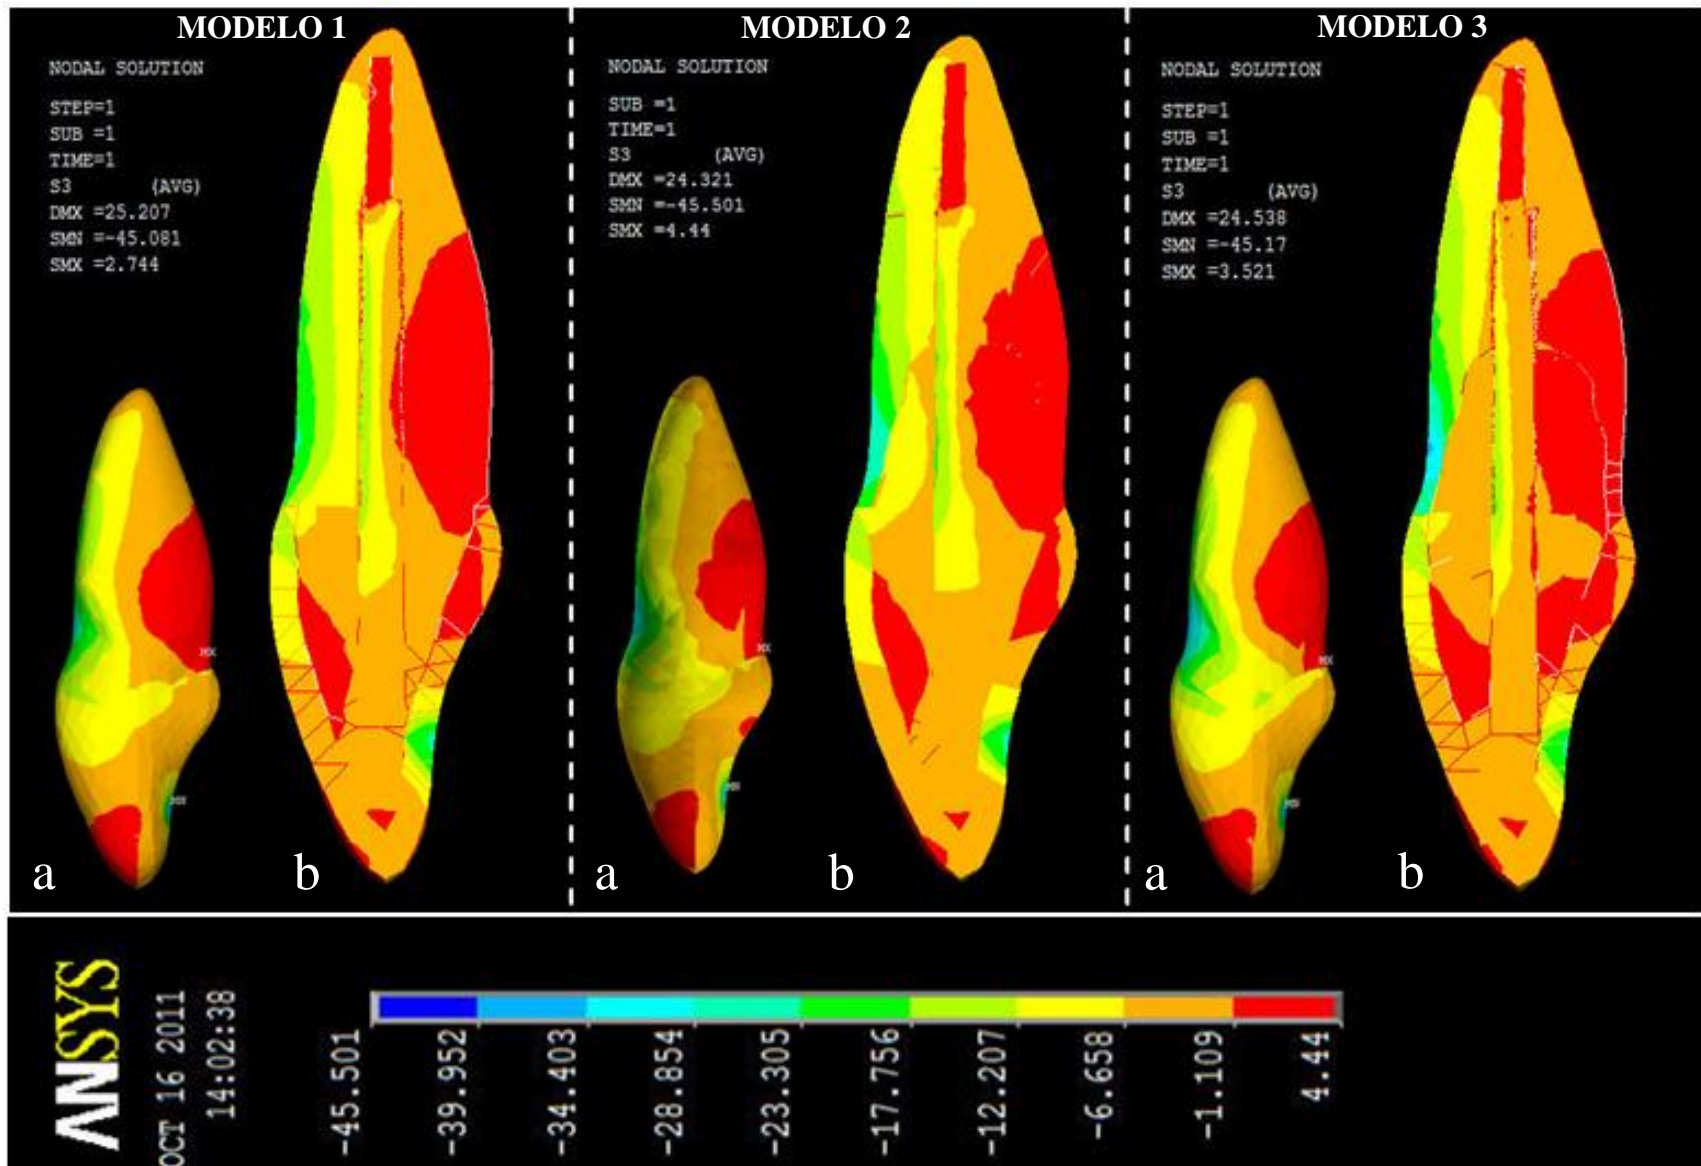 MODELO 1
NODAL SOLUTION
STEP=1
SUB =1
TIME=1
S3 (AVG)
DMX =25.207
SMN =-45.081
SMX =2.744
MX
a
b
MODELO 2
NODAL SOLUTION
SUB =1
TIME=1
S3 (AVG)
DMX =24.321
SMN =-45.501
SMX =4.44
MX
a
b
MODELO 3
NODAL SOLUTION
STEP=1
SUB =1
TIME=1
S3 (AVG)
DMX =24.538
SMN =-45.17
SMX =3.521
MX
a
b
ANSYS
OCT 16 2011
14:02:38
-45.501
-39.952
-34.403
-28.854
-23.305
-17.756
-12.207
-6.658
-1.109
4.44